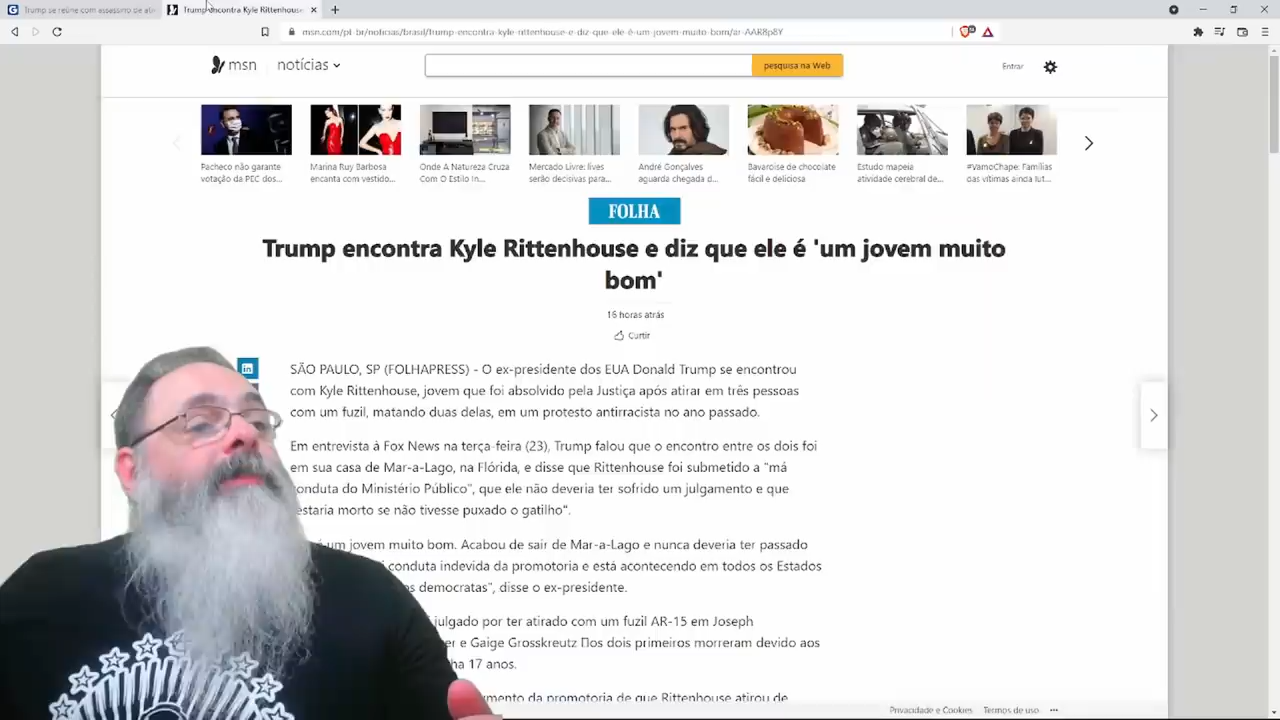 Trump se reúne com assassino de ati
Trump encontra Kyle Rittenhouse
msn.com/pt-br/noticias/brasil/trump-encontra-kyle-rittenhouse-e-diz-que-ele-é-um-jovem-muito-bom/ar-AAR8p8Y
msn
notícias
pesquisa na Web
Entrar
Pacheco não garante
votação da PEC dos...
Marina Ruy Barbosa
encanta com vestido...
Onde A Natureza Cruza
Com O Estilo In...
Mercado Livre: lives
serão decisivas para...
André Gonçalves
aguarda chegada d...
Bavaroise de chocolate
fácil e deliciosa
Estudo mapeia
atividade cerebral de...
#VamoChape: Famílias
das vítimas ainda lut...
FOLHA
Trump encontra Kyle Rittenhouse e diz que ele é 'um jovem muito
bom'
16 horas atrás
Curtir
in
SÃO PAULO, SP (FOLHAPRESS) - O ex-presidente dos EUA Donald Trump se encontrou
com Kyle Rittenhouse, jovem que foi absolvido pela Justiça após atirar em três pessoas
com um fuzil, matando duas delas, em um protesto antirracista no ano passado.
Em entrevista à Fox News na terça-feira (23), Trump falou que o encontro entre os dois foi
em sua casa de Mar-a-Lago, na Flórida, e disse que Rittenhouse foi submetido a "má
conduta do Ministério Público", que ele não deveria ter sofrido um julgamento e que
estaria morto se não tivesse puxado o gatilho".
um jovem muito bom. Acabou de sair de Mar-a-Lago e nunca deveria ter passado
conduta indevida da promotoria e está acontecendo em todos os Estados
democratas", disse o ex-presidente.
julgado por ter atirado com um fuzil AR-15 em Joseph
er e Gaige Grosskreutz os dois primeiros morreram devido aos
ha 17 anos.
mento da promotoria de que Rittenhouse atirou de
Privacidade e Cookies
Termos de uso